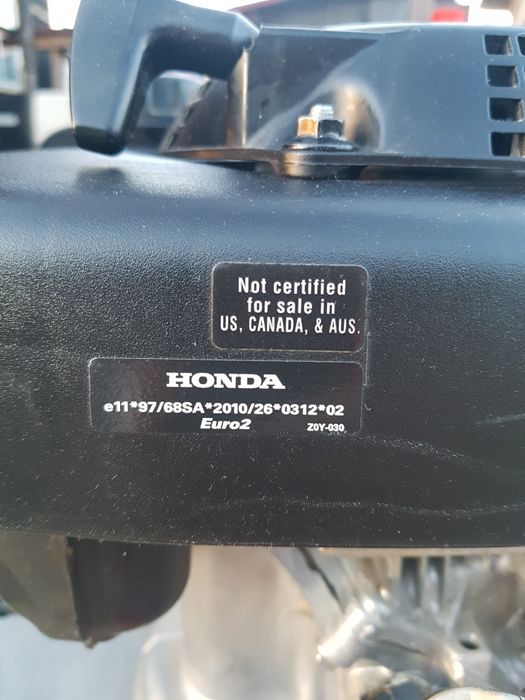 Not certified
for sale in
US, CANADA, & AUS.
HONDA
e11*97/68SA*2010/26*0312*02
Euro2 Z0Y-030